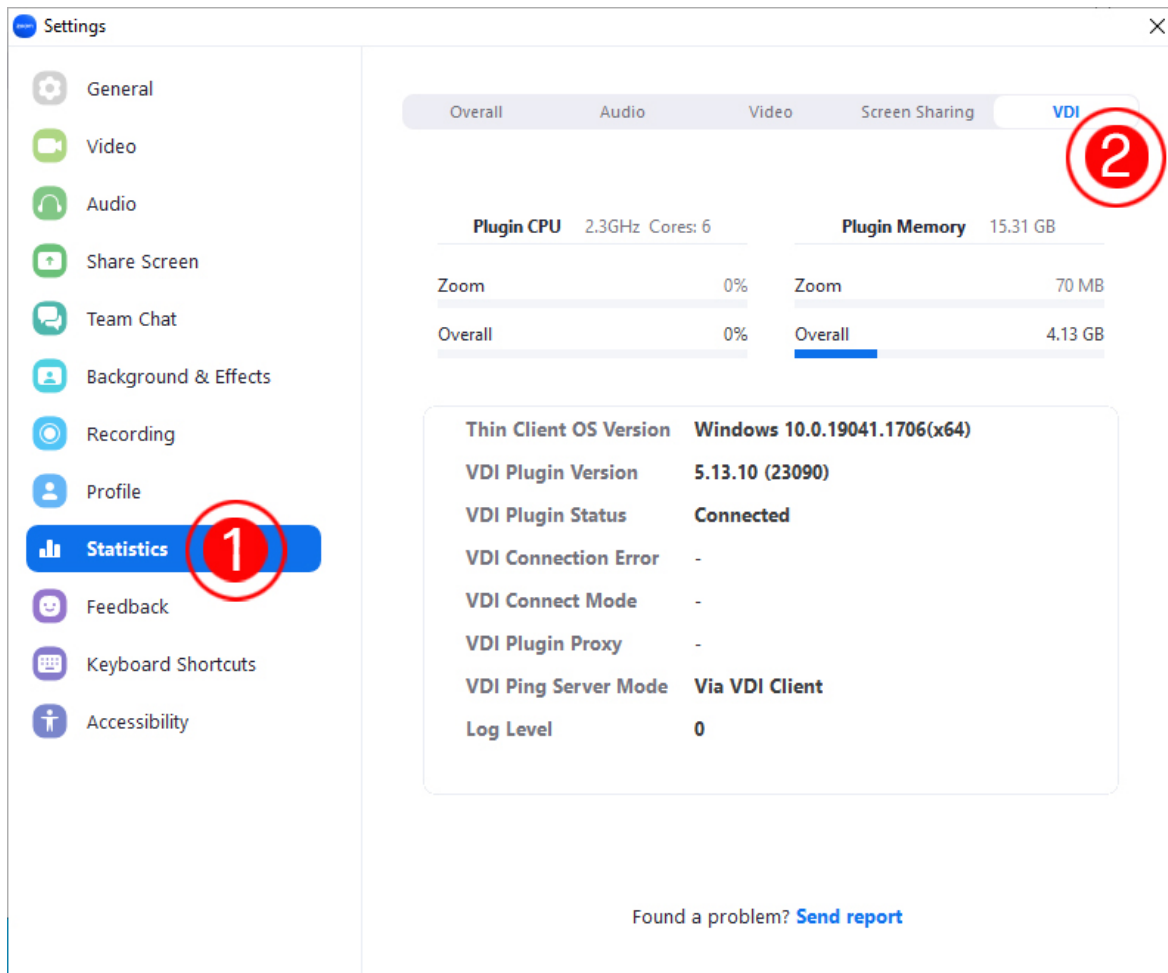 zoom Settings
General
Video
Audio
Share Screen
Team Chat
Background & Effects
Recording
Profile
Statistics 1
Feedback
Keyboard Shortcuts
Accessibility
Overall Audio Video Screen Sharing VDI
2
Plugin CPU 2.3GHz Cores: 6
Zoom 0%
Overall 0%
Plugin Memory 15.31 GB
Zoom 70 MB
Overall 4.13 GB
Thin Client OS Version Windows 10.0.19041.1706(x64)
VDI Plugin Version 5.13.10 (23090)
VDI Plugin Status Connected
VDI Connection Error -
VDI Connect Mode -
VDI Plugin Proxy -
VDI Ping Server Mode Via VDI Client
Log Level 0
Found a problem? Send report